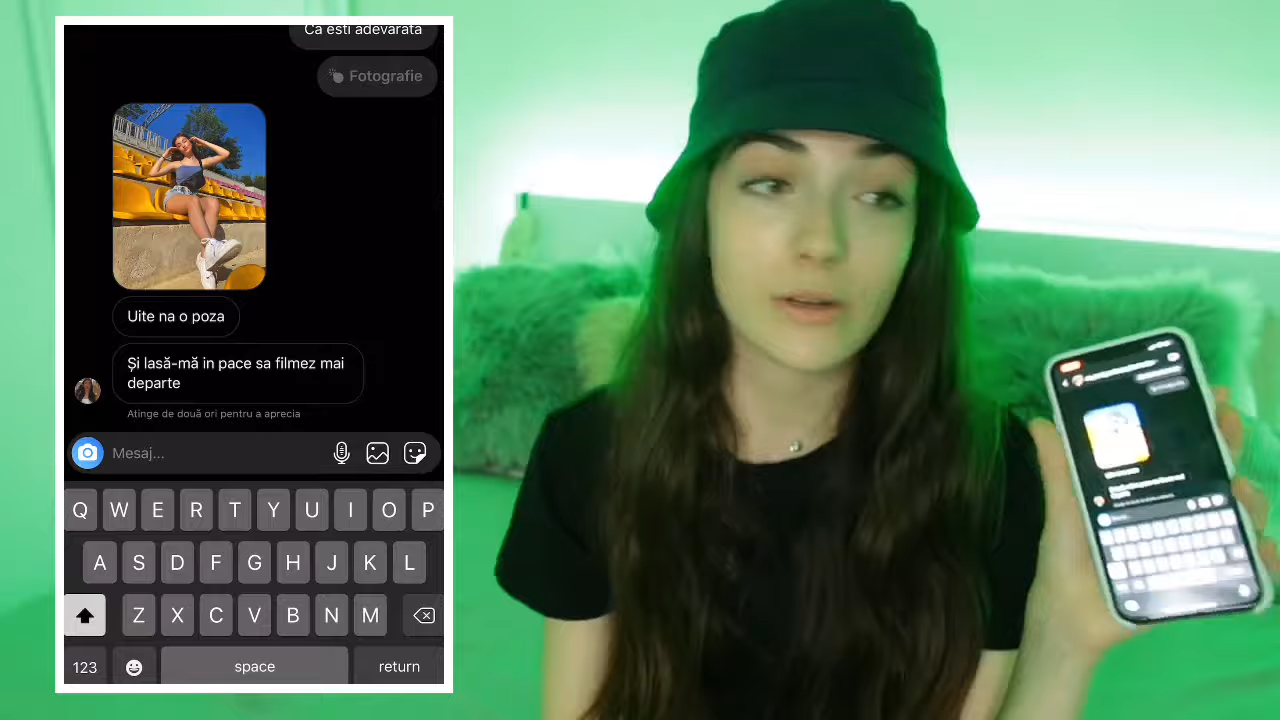 Ca esti adevarata
Fotografie
Uite na o poza
Și lasă-mă in pace sa filmez mai
departe
Atinge de două ori pentru a aprecia
Mesaj...
Q W E R T Y U I O P
A S D F G H J K L
Z X C V B N M
123 space return